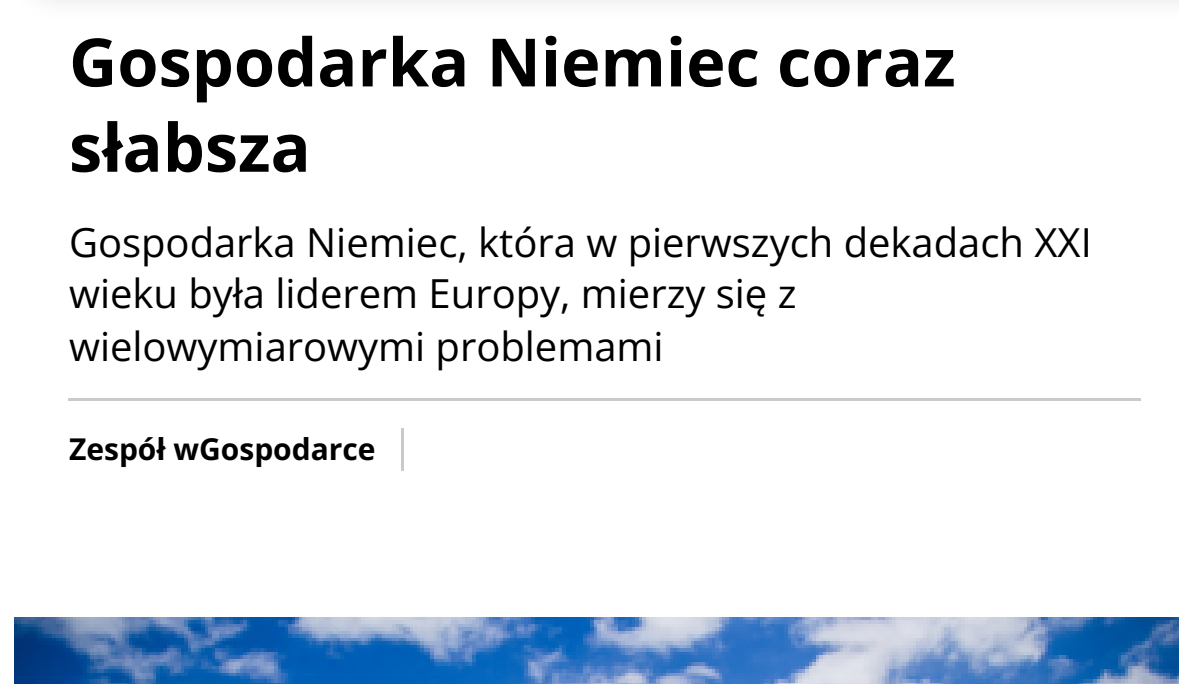 Gospodarka Niemiec coraz
słabsza
Gospodarka Niemiec, która w pierwszych dekadach XXI
wieku była liderem Europy, mierzy się z
wielowymiarowymi problemami
Zespół wGospodarce